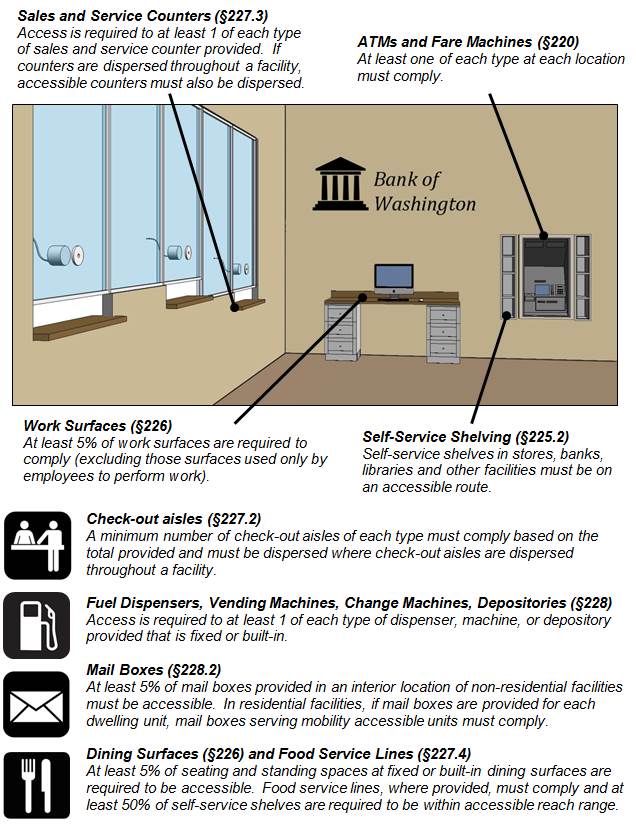 Sales and Service Counters (§227.3)
Access is required to at least 1 of each type
of sales and service counter provided.  If
counters are dispersed throughout a facility,
accessible counters must also be dispersed.
ATMs and Fare Machines (§220)
At least one of each type at each location
must comply.
Bank of
Washington
Work Surfaces (§226)
At least 5% of work surfaces are required to
comply (excluding those surfaces used only by
employees to perform work).
Self-Service Shelving (§225.2)
Self-service shelves in stores, banks,
libraries and other facilities must be on
an accessible route.
Check-out aisles (§227.2)
A minimum number of check-out aisles of each type must comply based on the
total provided and must be dispersed where check-out aisles are dispersed
throughout a facility.
Fuel Dispensers, Vending Machines, Change Machines, Depositories (§228)
Access is required to at least 1 of each type of dispenser, machine, or depository
provided that is fixed or built-in.
Mail Boxes (§228.2)
At least 5% of mail boxes provided in an interior location of non-residential facilities
must be accessible.  In residential facilities, if mail boxes are provided for each
dwelling unit, mail boxes serving mobility accessible units must comply.
Dining Surfaces (§226) and Food Service Lines (§227.4)
At least 5% of seating and standing spaces at fixed or built-in dining surfaces are
required to be accessible.  Food service lines, where provided, must comply and at
least 50% of self-service shelves are required to be within accessible reach range.